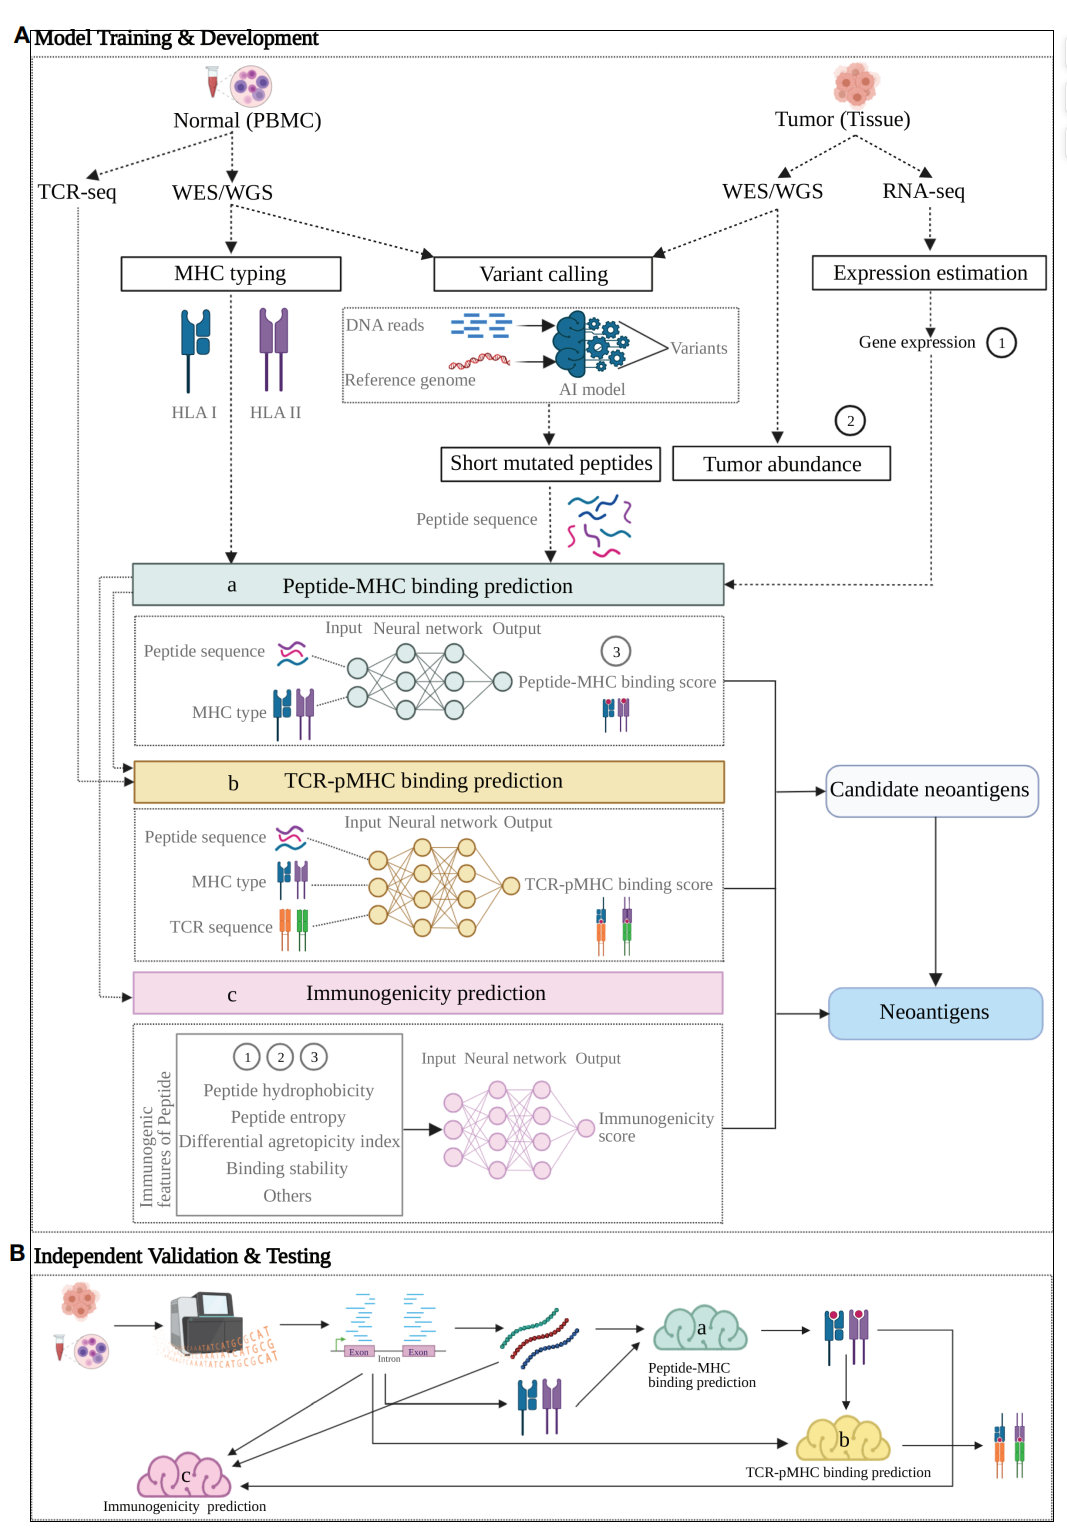 A
Model Training & Development
Normal (PBMC)
Tumor (Tissue)
TCR-seq
WES/WGS
WES/WGS
RNA-seq
MHC typing
Variant calling
Expression estimation
DNA reads
Reference genome
AI model
Variants
Gene expression
1
HLA I
HLA II
2
Short mutated peptides
Tumor abundance
Peptide sequence
a
Peptide-MHC binding prediction
Input Neural network Output
Peptide sequence
MHC type
3
Peptide-MHC binding score
b
TCR-pMHC binding prediction
Input Neural network Output
Peptide sequence
MHC type
TCR sequence
TCR-pMHC binding score
Candidate neoantigens
c
Immunogenicity prediction
Neoantigens
Immunogenic
features of Peptide
1 2 3
Peptide hydrophobicity
Peptide entropy
Differential agretopicity index
Binding stability
Others
Input Neural network Output
Immunogenicity
score
B
Independent Validation & Testing
Exon
Intron
Exon
a
Peptide-MHC
binding prediction
b
TCR-pMHC binding prediction
c
Immunogenicity prediction